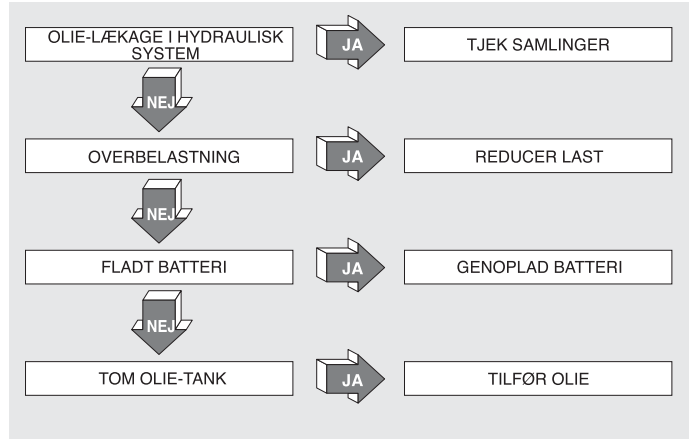 OLIE-LÆKAGE I HYDRAULISK
SYSTEM
JA
TJEK SAMLINGER
NEJ
OVERBELASTNING
JA
REDUCER LAST
NEJ
FLADT BATTERI
JA
GENOPLAD BATTERI
NEJ
TOM OLIE-TANK
JA
TILFØR OLIE